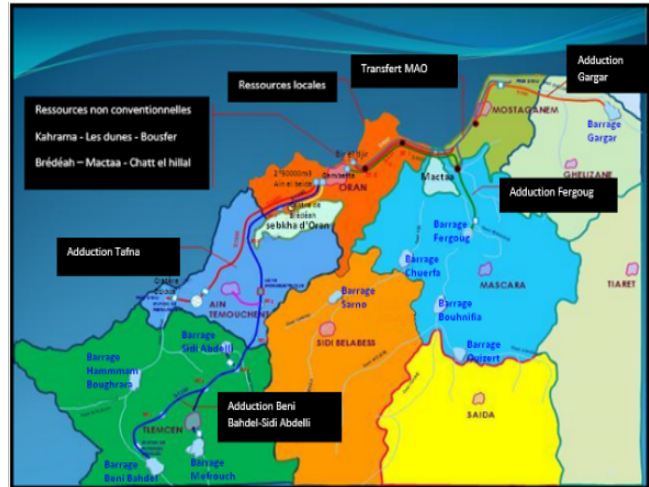 Adduction
Gargar
Transfert MAO
Ressources locales
Ressources non conventionnelles
Kahrama - Les dunes - Bousfer
Brédéah – Mactaa - Chatt el hillal
MOSTAGANEM
Barrage
Gargar
GHELIZANE
ORAN
Mactaa
Adduction Fergoug
sebkha d'Oran
Barrage
Fergoug
Adduction Tafna
Barrage
Chuerfa
MASCARA
TIARET
AIN
TEMOUCHENT
Barrage
Sarno
Barrage
Bouhnifia
SIDI BELABESS
Barrage
Sidi Abdelli
Barrage
Ouizert
Barrage
Hammmam
Boughrara
SAIDA
Adduction Beni
Bahdel-Sidi Abdelli
TLEMCEN
Barrage
Beni Bahdel
Barrage
Mefrouch